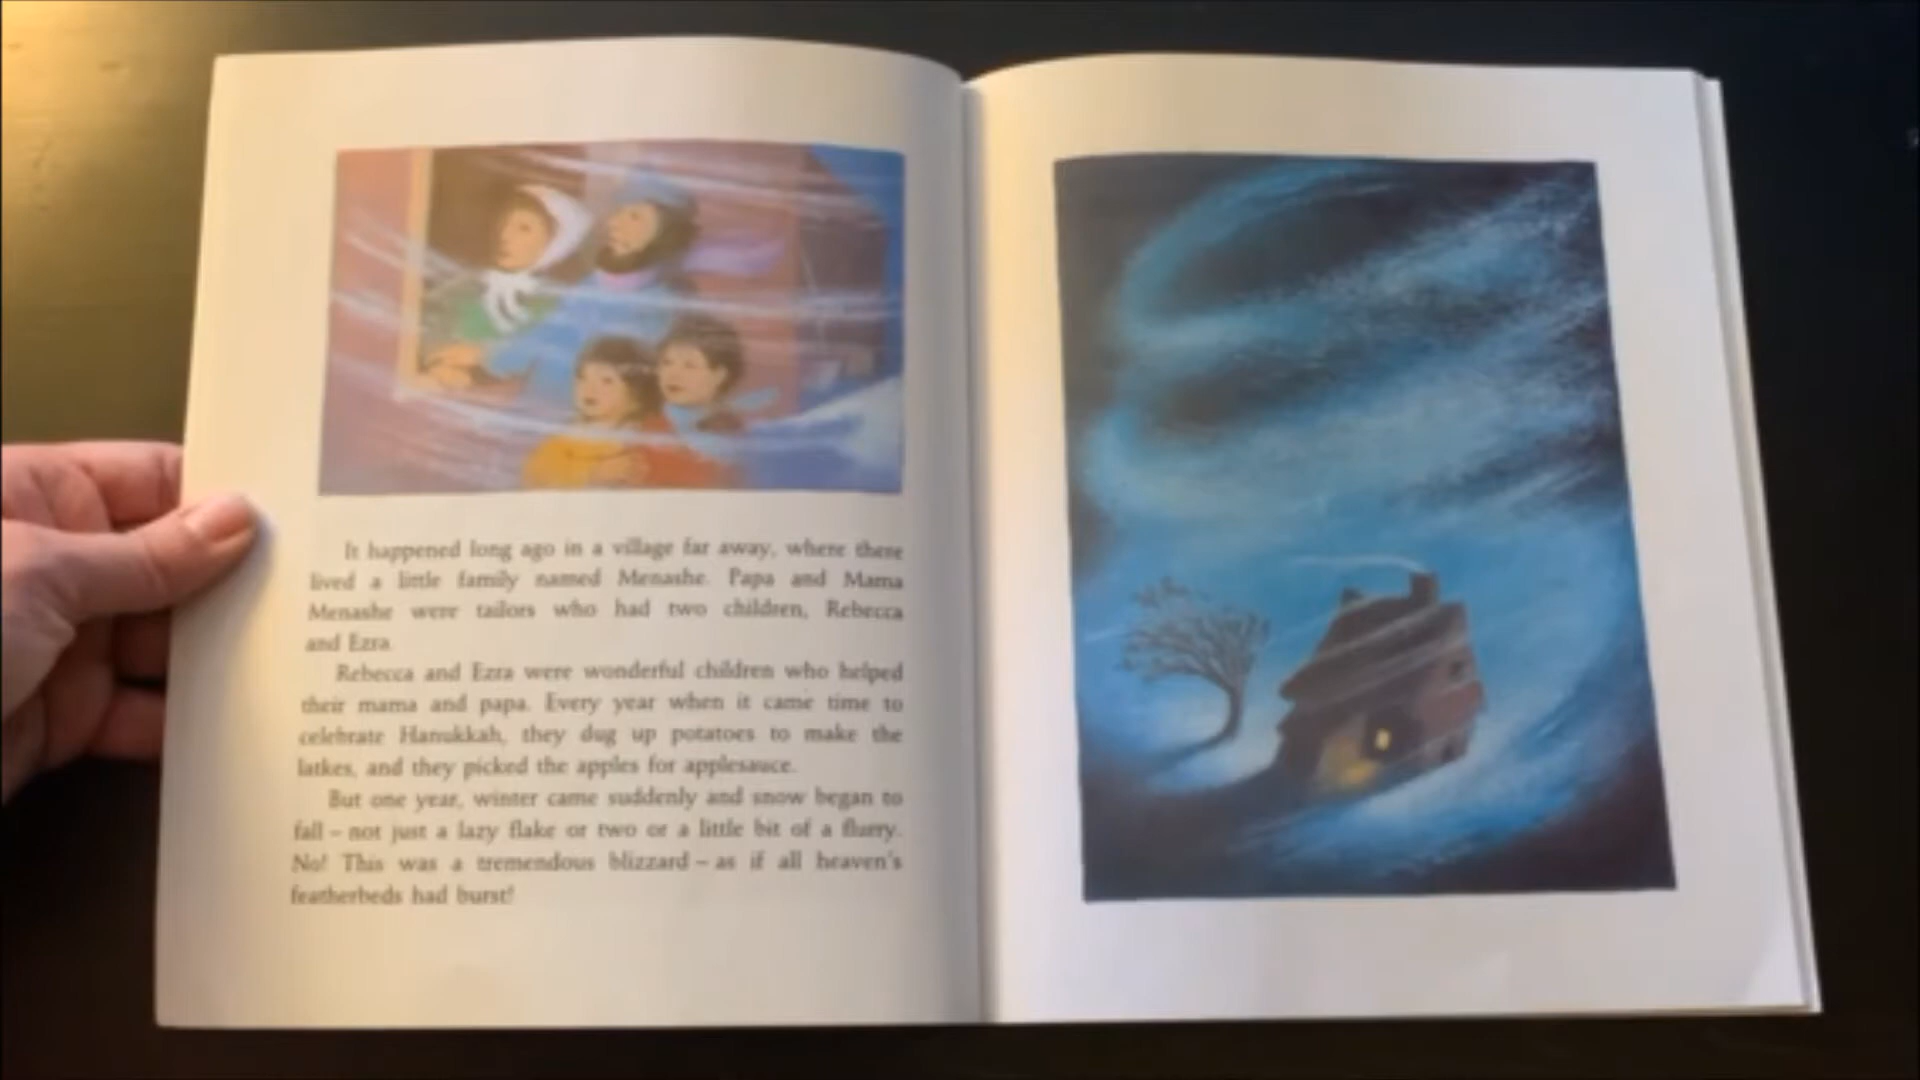 It happened long ago in a village far away, where there
lived a little family named Menashe. Papa and Mama
Menashe were tailors who had two children, Rebecca
and Ezra.
Rebecca and Ezra were wonderful children who helped
their mama and papa. Every year when it came time to
celebrate Hanukkah, they dug up potatoes to make the
latkes, and they picked the apples for applesauce.
But one year, winter came suddenly and snow began to
fall – not just a lazy flake or two or a little bit of a flurry.
No! This was a tremendous blizzard – as if all heaven's
featherbeds had burst!